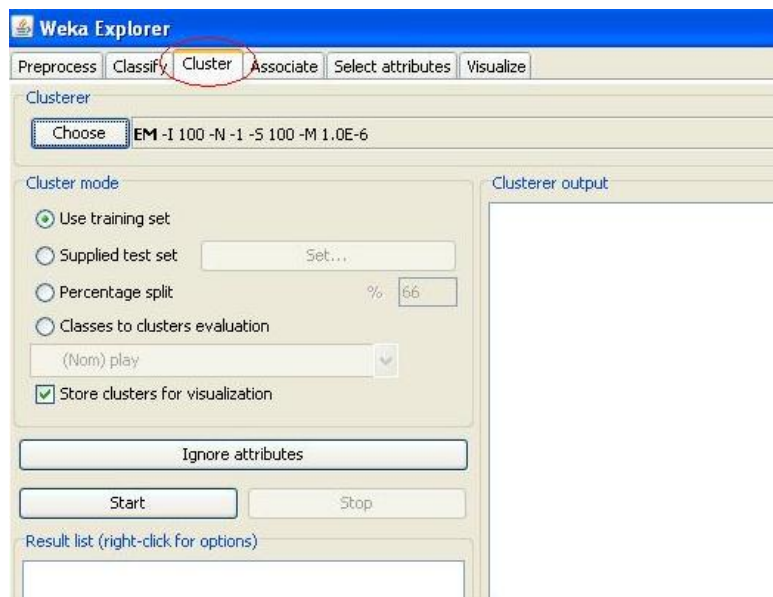 Weka Explorer
Preprocess Classify Cluster Associate Select attributes Visualize
Clusterer
Choose EM -I 100 -N -1 -S 100 -M 1.0E-6
Cluster mode
Use training set
Supplied test set Set...
Percentage split % 66
Classes to clusters evaluation
(Nom) play
Store clusters for visualization
Ignore attributes
Start Stop
Result list (right-click for options)
Clusterer output